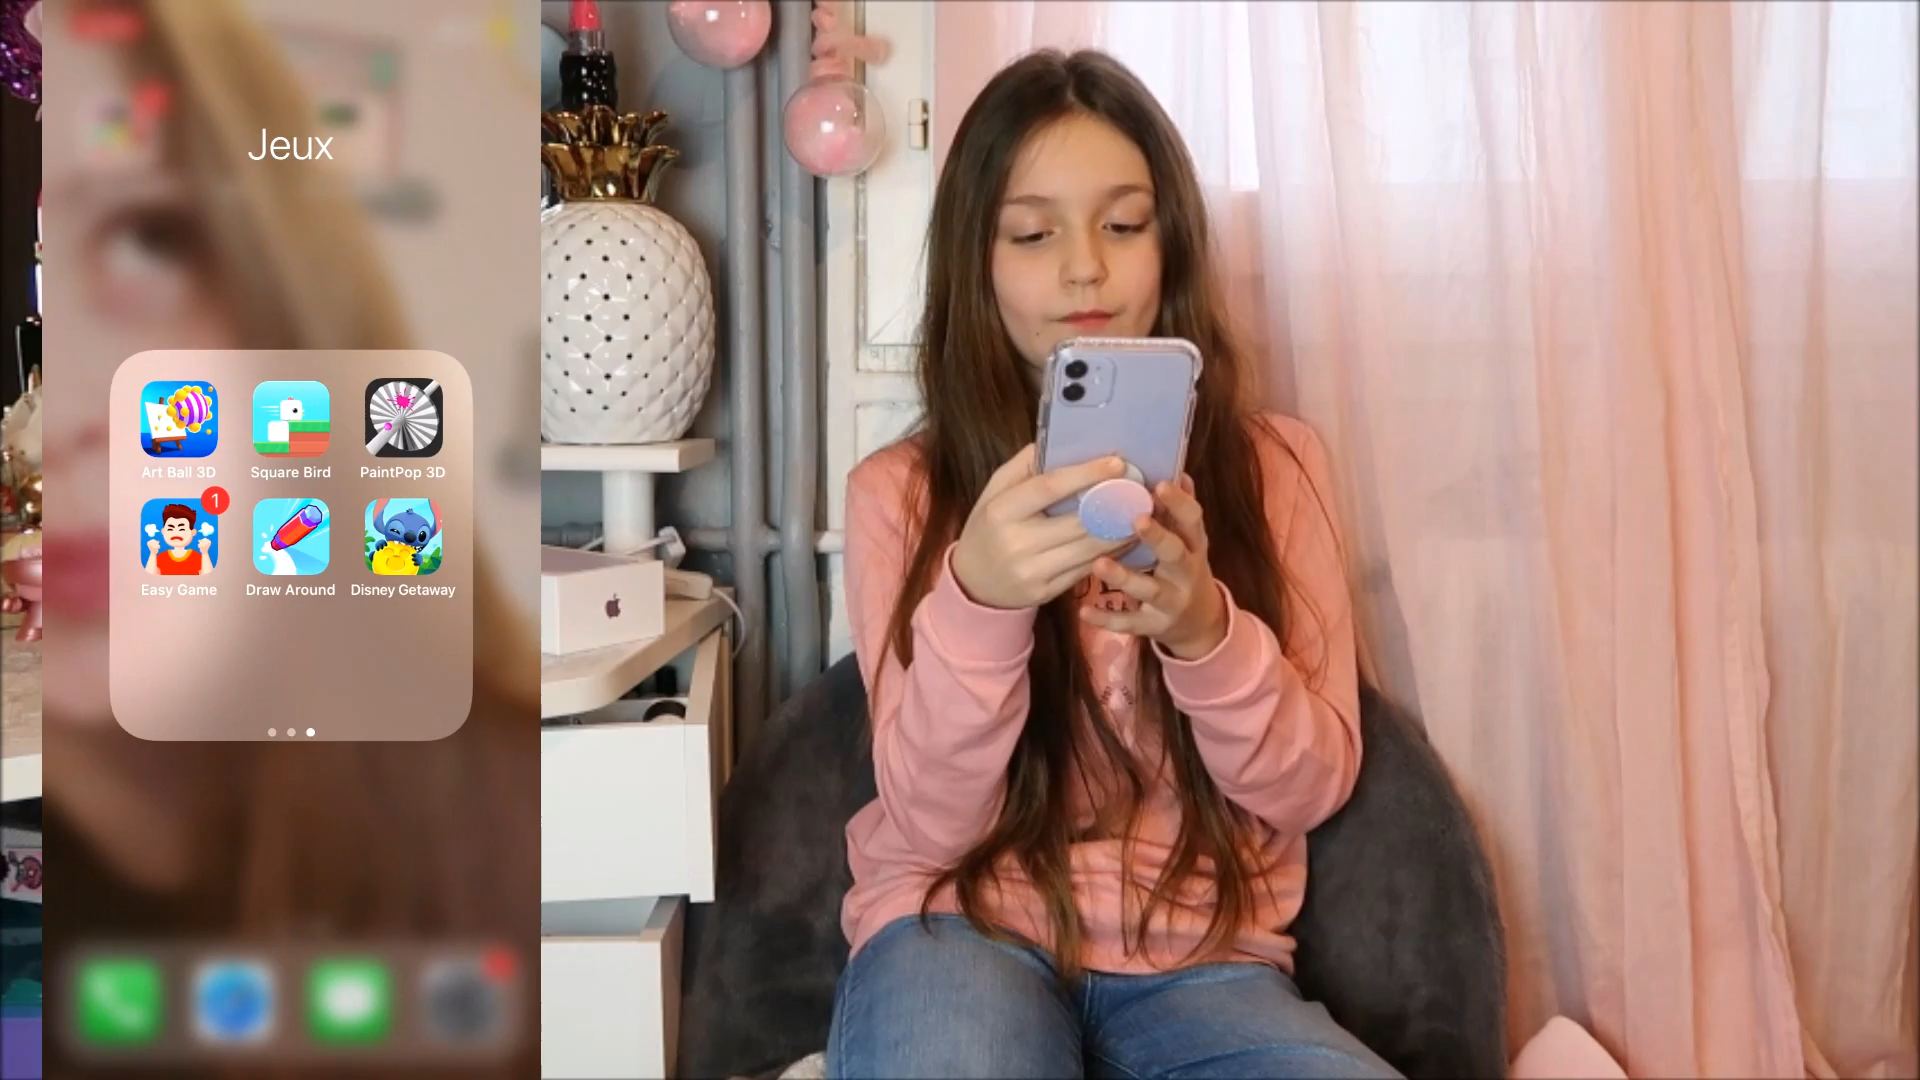 Jeux
Art Ball 3D Square Bird PaintPop 3D
1
Easy Game Draw Around Disney Getaway